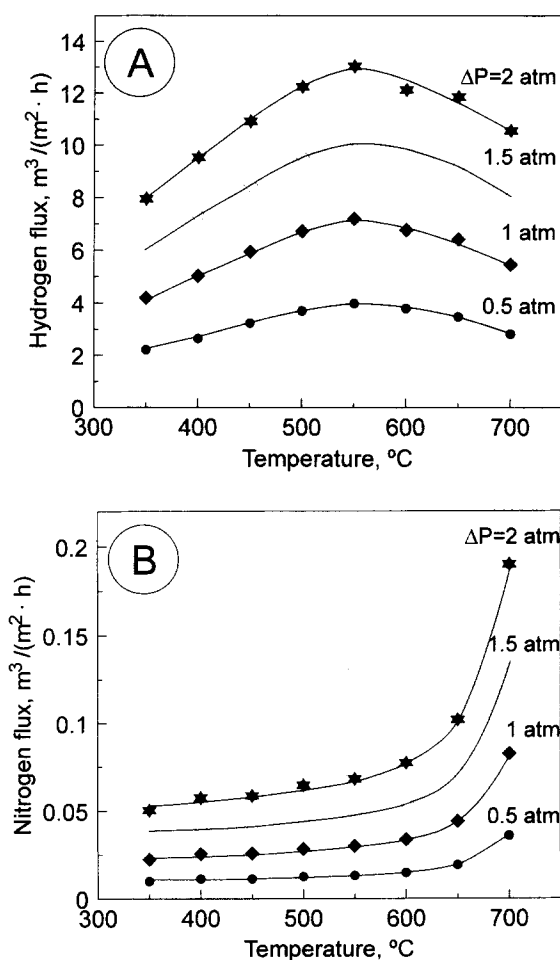 A
Hydrogen flux, m³/(m² · h)
14
12
10
8
6
4
2
0
ΔP=2 atm
1.5 atm
1 atm
0.5 atm
300 400 500 600 700
Temperature, ºC
B
Nitrogen flux, m³/(m² · h)
0.2
0.15
0.1
0.05
0
ΔP=2 atm
1.5 atm
1 atm
0.5 atm
300 400 500 600 700
Temperature, ºC